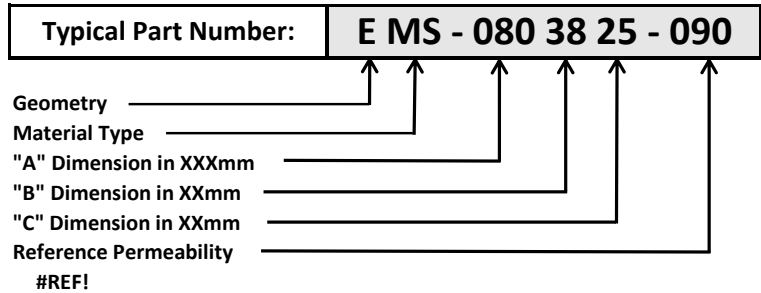 Typical Part Number: E MS - 080 38 25 - 090
Geometry
Material Type
"A" Dimension in XXXmm
"B" Dimension in XXmm
"C" Dimension in XXmm
Reference Permeability
#REF!